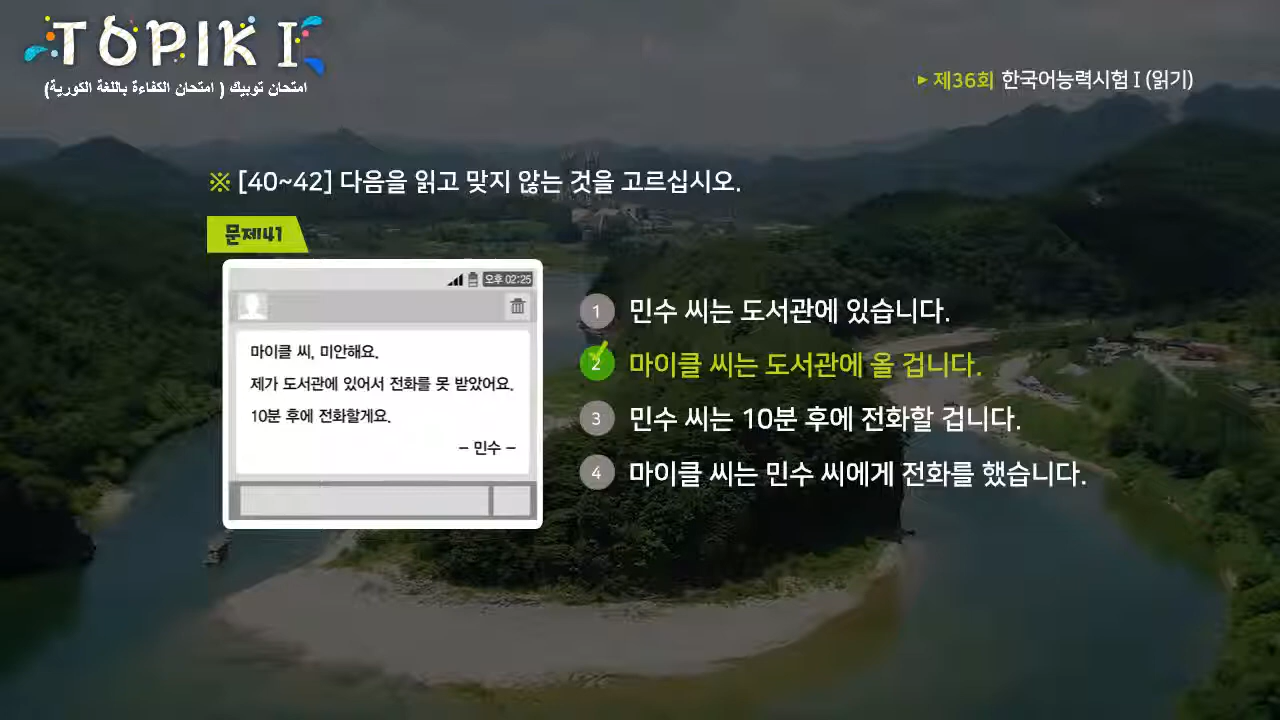 TOPIK I
امتحان توبيك ( امتحان الكفاءة باللغة الكورية)
▸ 제36회 한국어능력시험 I (읽기)
※ [40~42] 다음을 읽고 맞지 않는 것을 고르십시오.
문제41
오후 02:25
마이클 씨, 미안해요.
제가 도서관에 있어서 전화를 못 받았어요.
10분 후에 전화할게요.
– 민수 –
1 민수 씨는 도서관에 있습니다.
2 마이클 씨는 도서관에 올 겁니다.
3 민수 씨는 10분 후에 전화할 겁니다.
4 마이클 씨는 민수 씨에게 전화를 했습니다.